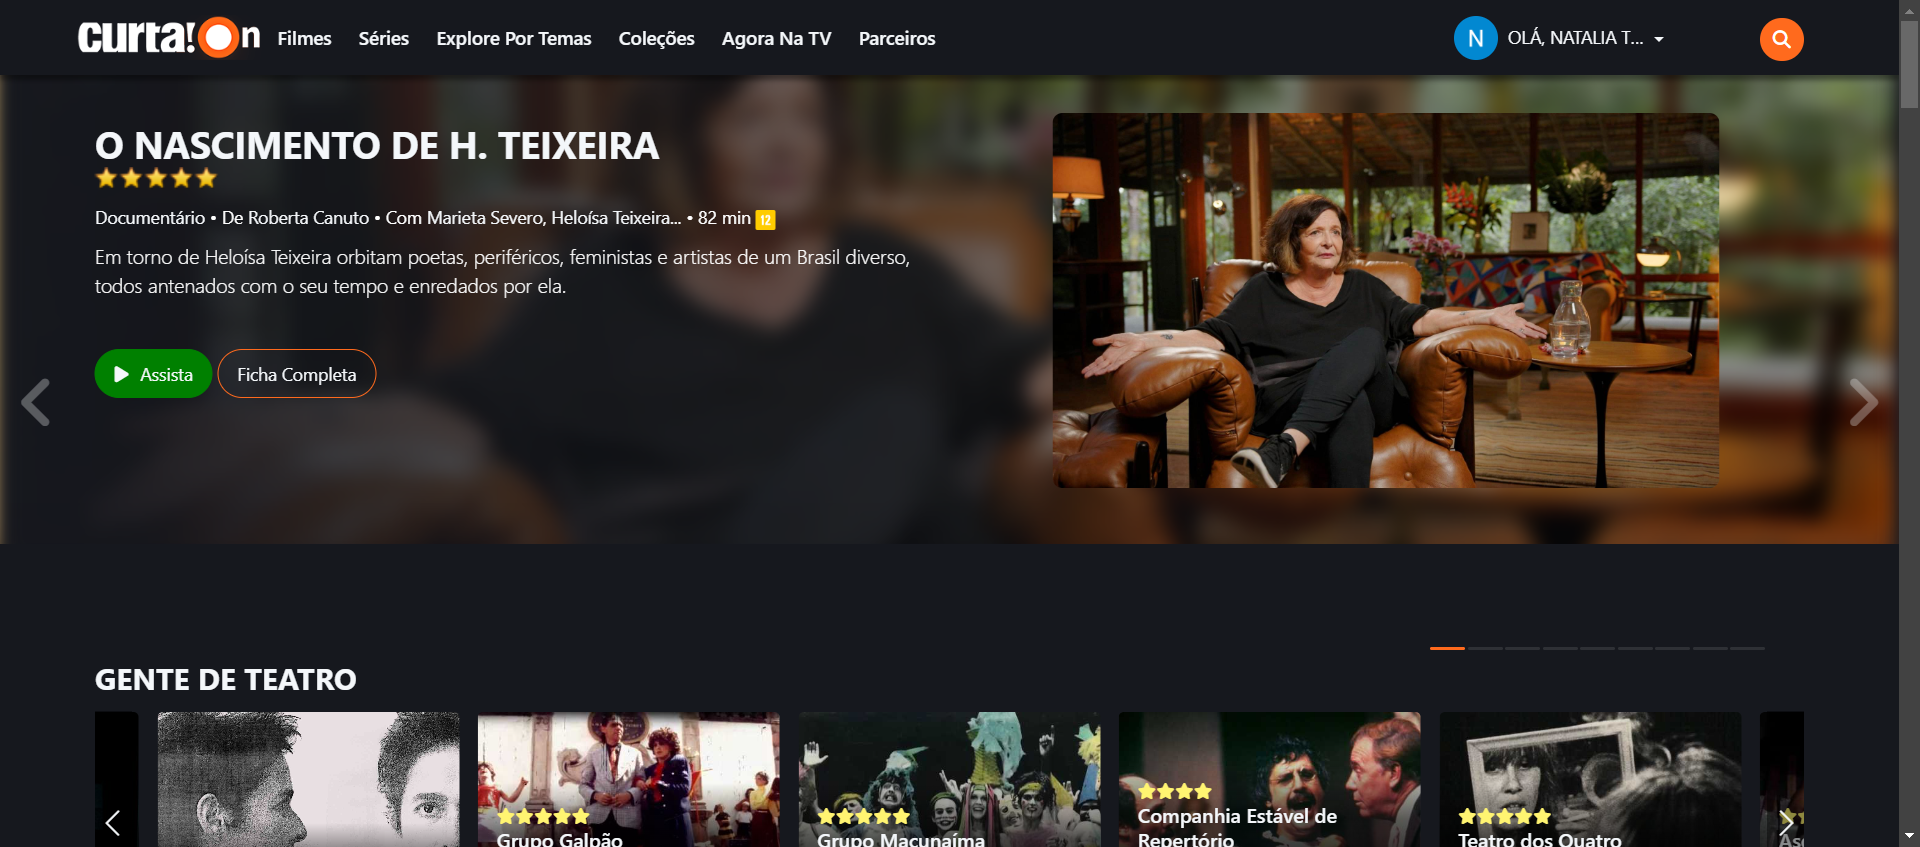 curta!On
Filmes
Séries
Explore Por Temas
Coleções
Agora Na TV
Parceiros
N
OLÁ, NATALIA T...
O NASCIMENTO DE H. TEIXEIRA
Documentário • De Roberta Canuto • Com Marieta Severo, Heloísa Teixeira... • 82 min 12
Em torno de Heloísa Teixeira orbitam poetas, periféricos, feministas e artistas de um Brasil diverso,
todos antenados com o seu tempo e enredados por ela.
Assista
Ficha Completa
GENTE DE TEATRO
Grupo Galpão
Grupo Macunaíma
Companhia Estável de
Repertório
Teatro dos Quatro